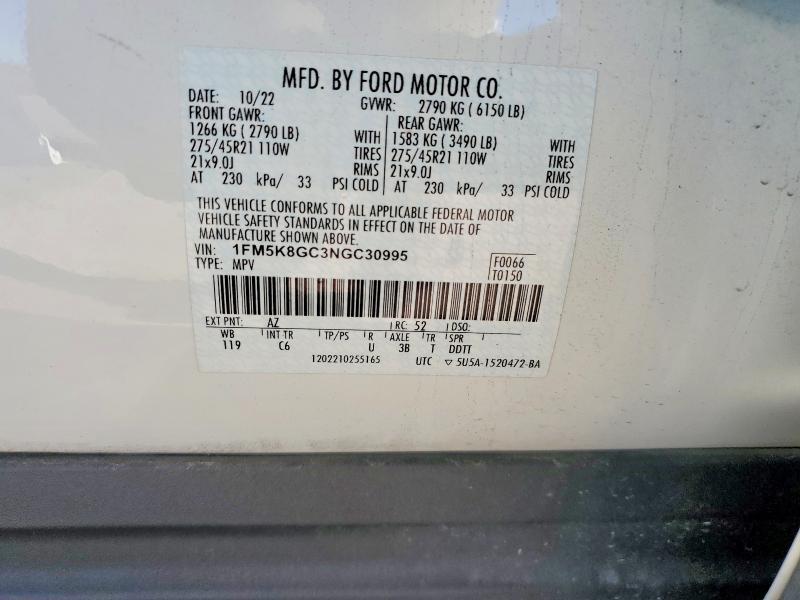 MFD. BY FORD MOTOR CO.
DATE: 10/22 GVWR: 2790 KG ( 6150 LB)
FRONT GAWR: REAR GAWR:
1266 KG ( 2790 LB) WITH 1583 KG ( 3490 LB) WITH
275/45R21 110W TIRES 275/45R21 110W TIRES
21x9.0J RIMS 21x9.0J RIMS
AT 230 kPa/ 33 PSI COLD AT 230 kPa/ 33 PSI COLD
THIS VEHICLE CONFORMS TO ALL APPLICABLE FEDERAL MOTOR
VEHICLE SAFETY STANDARDS IN EFFECT ON THE DATE OF
MANUFACTURE SHOWN ABOVE.
VIN: 1FM5K8GC3NGC30995 F0066
TYPE: MPV T0150
EXT PNT: AZ RC: 52 DSO:
WB INT TR TP/PS R AXLE TR SPR
119 C6 U 3B T DDTT
1202210255165 UTC ▽ 5U5A-1520472-BA